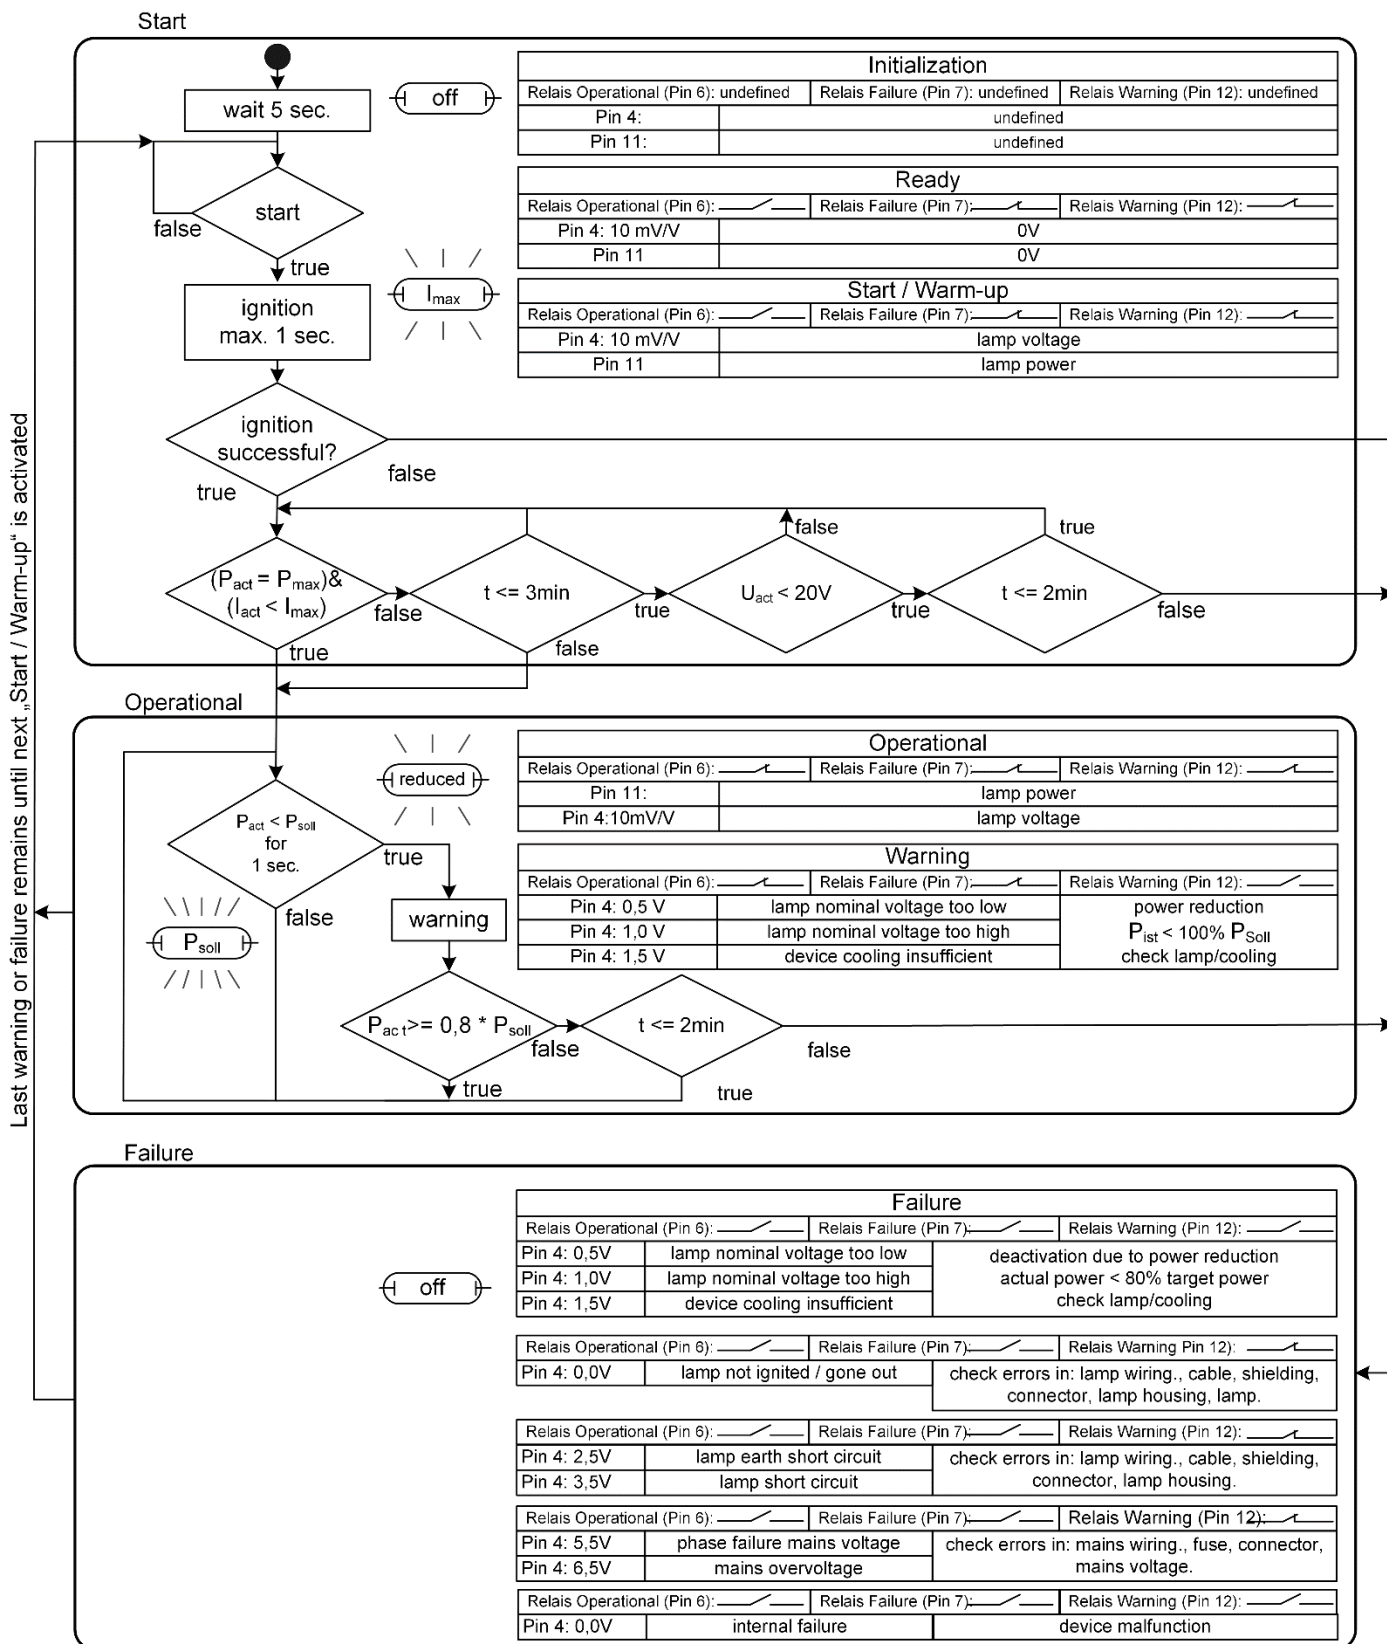 Start
wait 5 sec.
off
Initialization
Relais Operational (Pin 6): undefined Relais Failure (Pin 7): undefined Relais Warning (Pin 12): undefined
Pin 4: undefined
Pin 11: undefined
start
false
true
Ready
Relais Operational (Pin 6): Relais Failure (Pin 7): Relais Warning (Pin 12):
Pin 4: 10 mV/V 0V
Pin 11 0V
ignition
max. 1 sec.
Imax
Start / Warm-up
Relais Operational (Pin 6): Relais Failure (Pin 7): Relais Warning (Pin 12):
Pin 4: 10 mV/V lamp voltage
Pin 11 lamp power
ignition
successful?
false
true
(Pact = Pmax)&
(Iact < Imax)
false
true
t <= 3min
true
false
Uact < 20V
false
true
t <= 2min
true
false
Last warning or failure remains until next „Start / Warm-up“ is activated
Operational
Pact < Psoll
for
1 sec.
true
false
reduced
Psoll
Operational
Relais Operational (Pin 6): Relais Failure (Pin 7): Relais Warning (Pin 12):
Pin 11: lamp power
Pin 4:10mV/V lamp voltage
Warning
Relais Operational (Pin 6): Relais Failure (Pin 7): Relais Warning (Pin 12):
Pin 4: 0,5 V lamp nominal voltage too low power reduction
Pin 4: 1,0 V lamp nominal voltage too high Pist < 100% PSoll
Pin 4: 1,5 V device cooling insufficient check lamp/cooling
warning
Pact>= 0,8 * Psoll
false
true
t <= 2min
false
true
Failure
off
Failure
Relais Operational (Pin 6): Relais Failure (Pin 7): Relais Warning (Pin 12):
Pin 4: 0,5V lamp nominal voltage too low deactivation due to power reduction
Pin 4: 1,0V lamp nominal voltage too high actual power < 80% target power
Pin 4: 1,5V device cooling insufficient check lamp/cooling
Relais Operational (Pin 6): Relais Failure (Pin 7): Relais Warning Pin 12):
Pin 4: 0,0V lamp not ignited / gone out check errors in: lamp wiring., cable, shielding,
connector, lamp housing, lamp.
Relais Operational (Pin 6): Relais Failure (Pin 7): Relais Warning (Pin 12):
Pin 4: 2,5V lamp earth short circuit check errors in: lamp wiring., cable, shielding,
Pin 4: 3,5V lamp short circuit connector, lamp housing.
Relais Operational (Pin 6): Relais Failure (Pin 7): Relais Warning (Pin 12):
Pin 4: 5,5V phase failure mains voltage check errors in: mains wiring., fuse, connector,
Pin 4: 6,5V mains overvoltage mains voltage.
Relais Operational (Pin 6): Relais Failure (Pin 7): Relais Warning (Pin 12):
Pin 4: 0,0V internal failure device malfunction